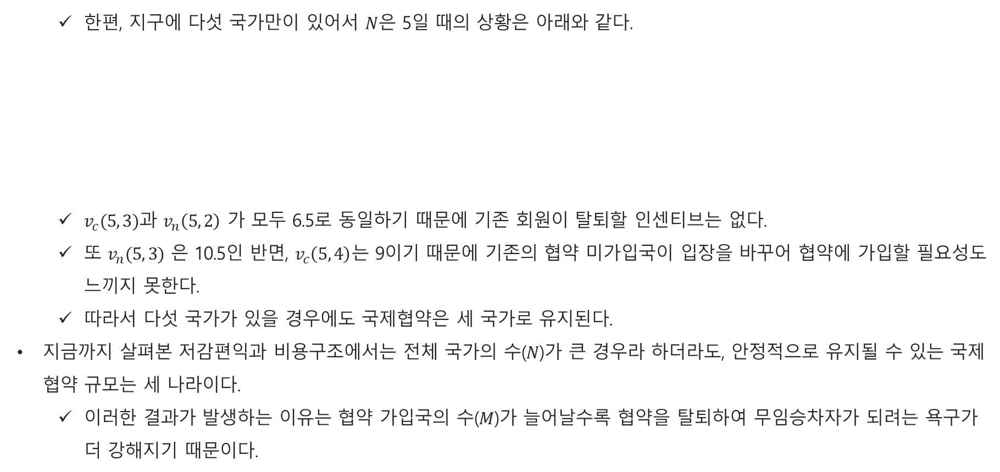 ✓ 한편, 지구에 다섯 국가만이 있어서 N은 5일 때의 상황은 아래와 같다.
✓ v_c(5,3)과 v_n(5,2) 가 모두 6.5로 동일하기 때문에 기존 회원이 탈퇴할 인센티브는 없다.
✓ 또 v_n(5,3) 은 10.5인 반면, v_c(5,4)는 9이기 때문에 기존의 협약 미가입국이 입장을 바꾸어 협약에 가입할 필요성도
느끼지 못한다.
✓ 따라서 다섯 국가가 있을 경우에도 국제협약은 세 국가로 유지된다.
• 지금까지 살펴본 저감편익과 비용구조에서는 전체 국가의 수(N)가 큰 경우라 하더라도, 안정적으로 유지될 수 있는 국제
협약 규모는 세 나라이다.
✓ 이러한 결과가 발생하는 이유는 협약 가입국의 수(M)가 늘어날수록 협약을 탈퇴하여 무임승차자가 되려는 욕구가
더 강해지기 때문이다.